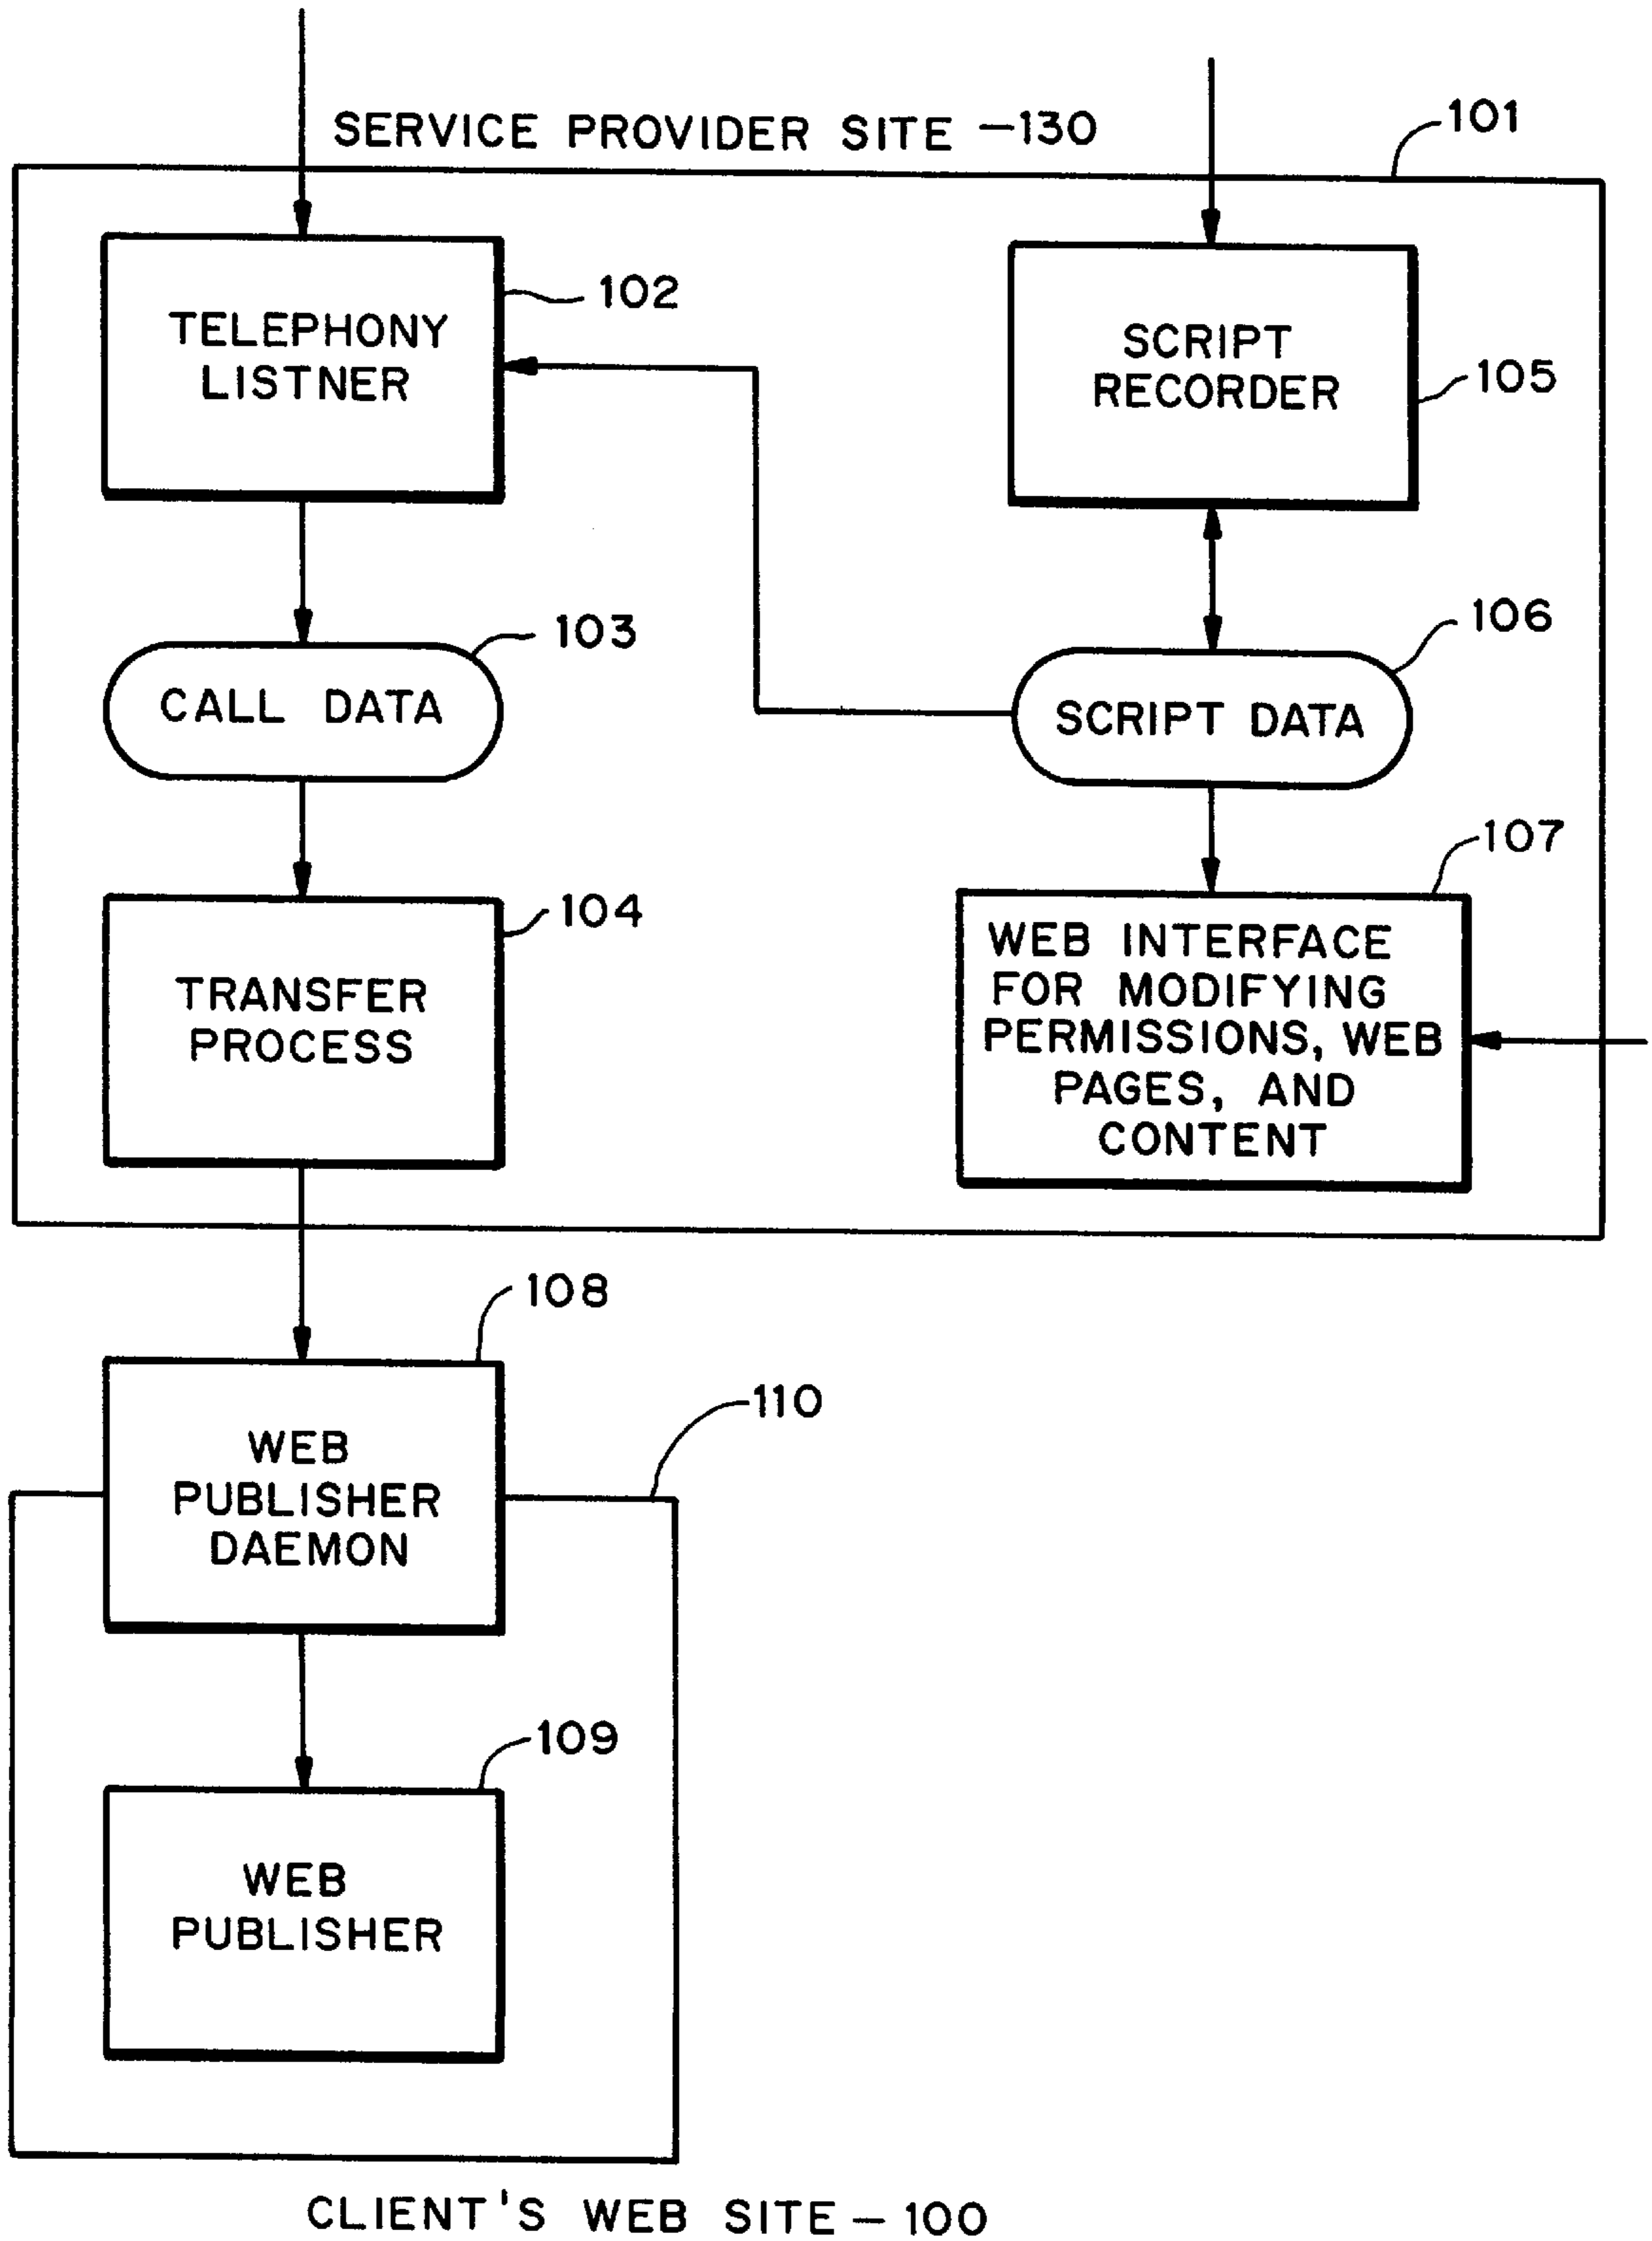 SERVICE PROVIDER SITE -130
101
TELEPHONY
LISTNER
102
SCRIPT
RECORDER
105
CALL DATA
103
SCRIPT DATA
106
TRANSFER
PROCESS
104
WEB INTERFACE
FOR MODIFYING
PERMISSIONS, WEB
PAGES, AND
CONTENT
107
108
WEB
PUBLISHER
DAEMON
110
109
WEB
PUBLISHER
CLIENT'S WEB SITE - 100